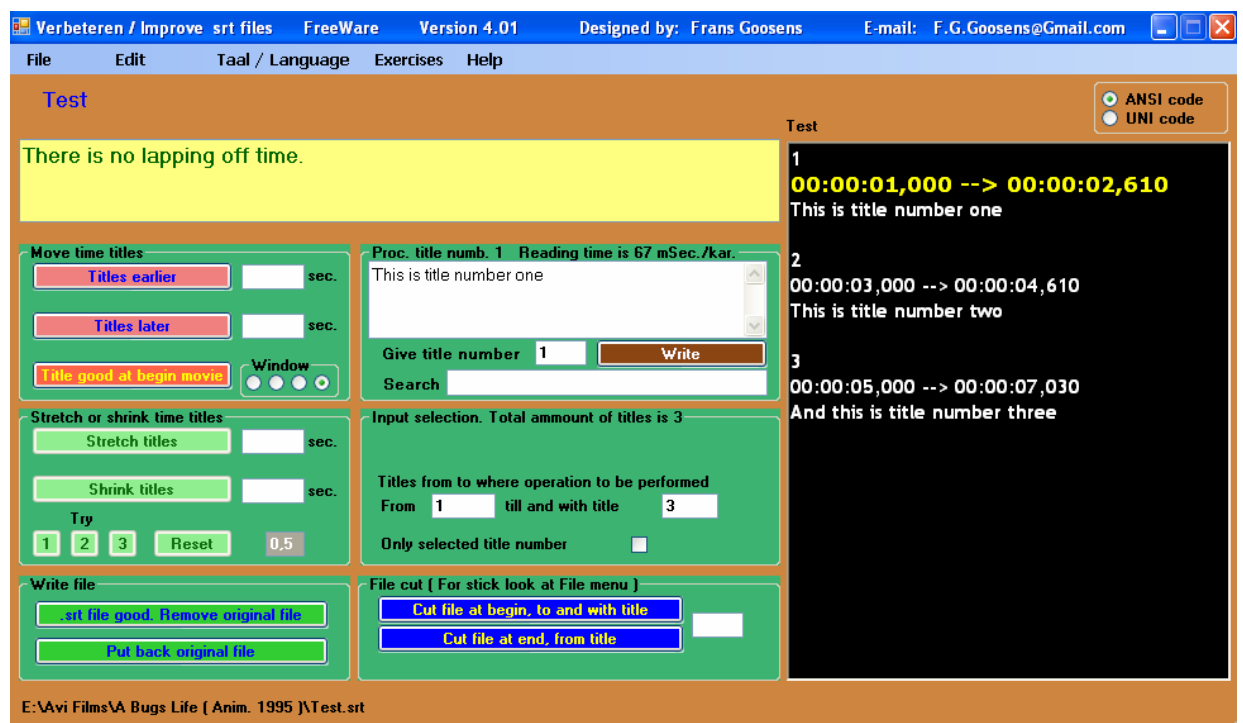 Verbeteren / Improve srt files FreeWare Version 4.01 Designed by: Frans Goosens E-mail: F.G.Goosens@Gmail.com
File Edit Taal / Language Exercises Help
Test
ANSI code
UNI code
There is no lapping off time.
Move time titles
Titles earlier sec.
Titles later sec.
Title good at begin movie Window
Proc. title numb. 1 Reading time is 67 mSec./kar.
This is title number one
Give title number 1 Write
Search
Stretch or shrink time titles
Stretch titles sec.
Shrink titles sec.
Try
1 2 3 Reset 0,5
Input selection. Total ammount of titles is 3
Titles from to where operation to be performed
From 1 till and with title 3
Only selected title number
Write file
.srt file good. Remove original file
Put back original file
File cut ( For stick look at File menu )
Cut file at begin, to and with title
Cut file at end, from title
Test
1
00:00:01,000 --> 00:00:02,610
This is title number one
2
00:00:03,000 --> 00:00:04,610
This is title number two
3
00:00:05,000 --> 00:00:07,030
And this is title number three
E:\Avi Films\A Bugs Life ( Anim. 1995 )\Test.srt